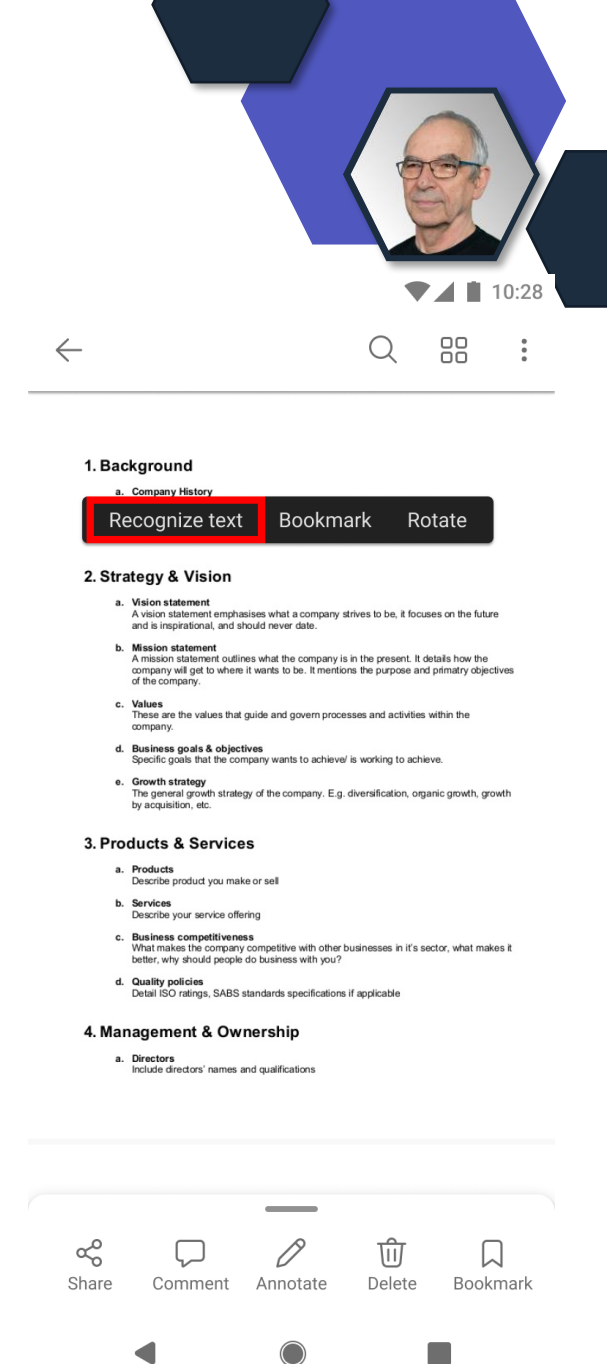 10:28
1. Background
a. Company History
Recognize text Bookmark Rotate
2. Strategy & Vision
a. Vision statement
A vision statement emphasises what a company strives to be, it focuses on the future
and is inspirational, and should never date.
b. Mission statement
A mission statement outlines what the company is in the present. It details how the
company will get to where it wants to be. It mentions the purpose and primatry objectives
of the company.
c. Values
These are the values that guide and govern processes and activities within the
company.
d. Business goals & objectives
Specific goals that the company wants to achieve/ is working to achieve.
e. Growth strategy
The general growth strategy of the company. E.g. diversification, organic growth, growth
by acquisition, etc.
3. Products & Services
a. Products
Describe product you make or sell
b. Services
Describe your service offering
c. Business competitiveness
What makes the company competitive with other businesses in it's sector, what makes it
better, why should people do business with you?
d. Quality policies
Detail ISO ratings, SABS standards specifications if applicable
4. Management & Ownership
a. Directors
Include directors' names and qualifications
Share Comment Annotate Delete Bookmark